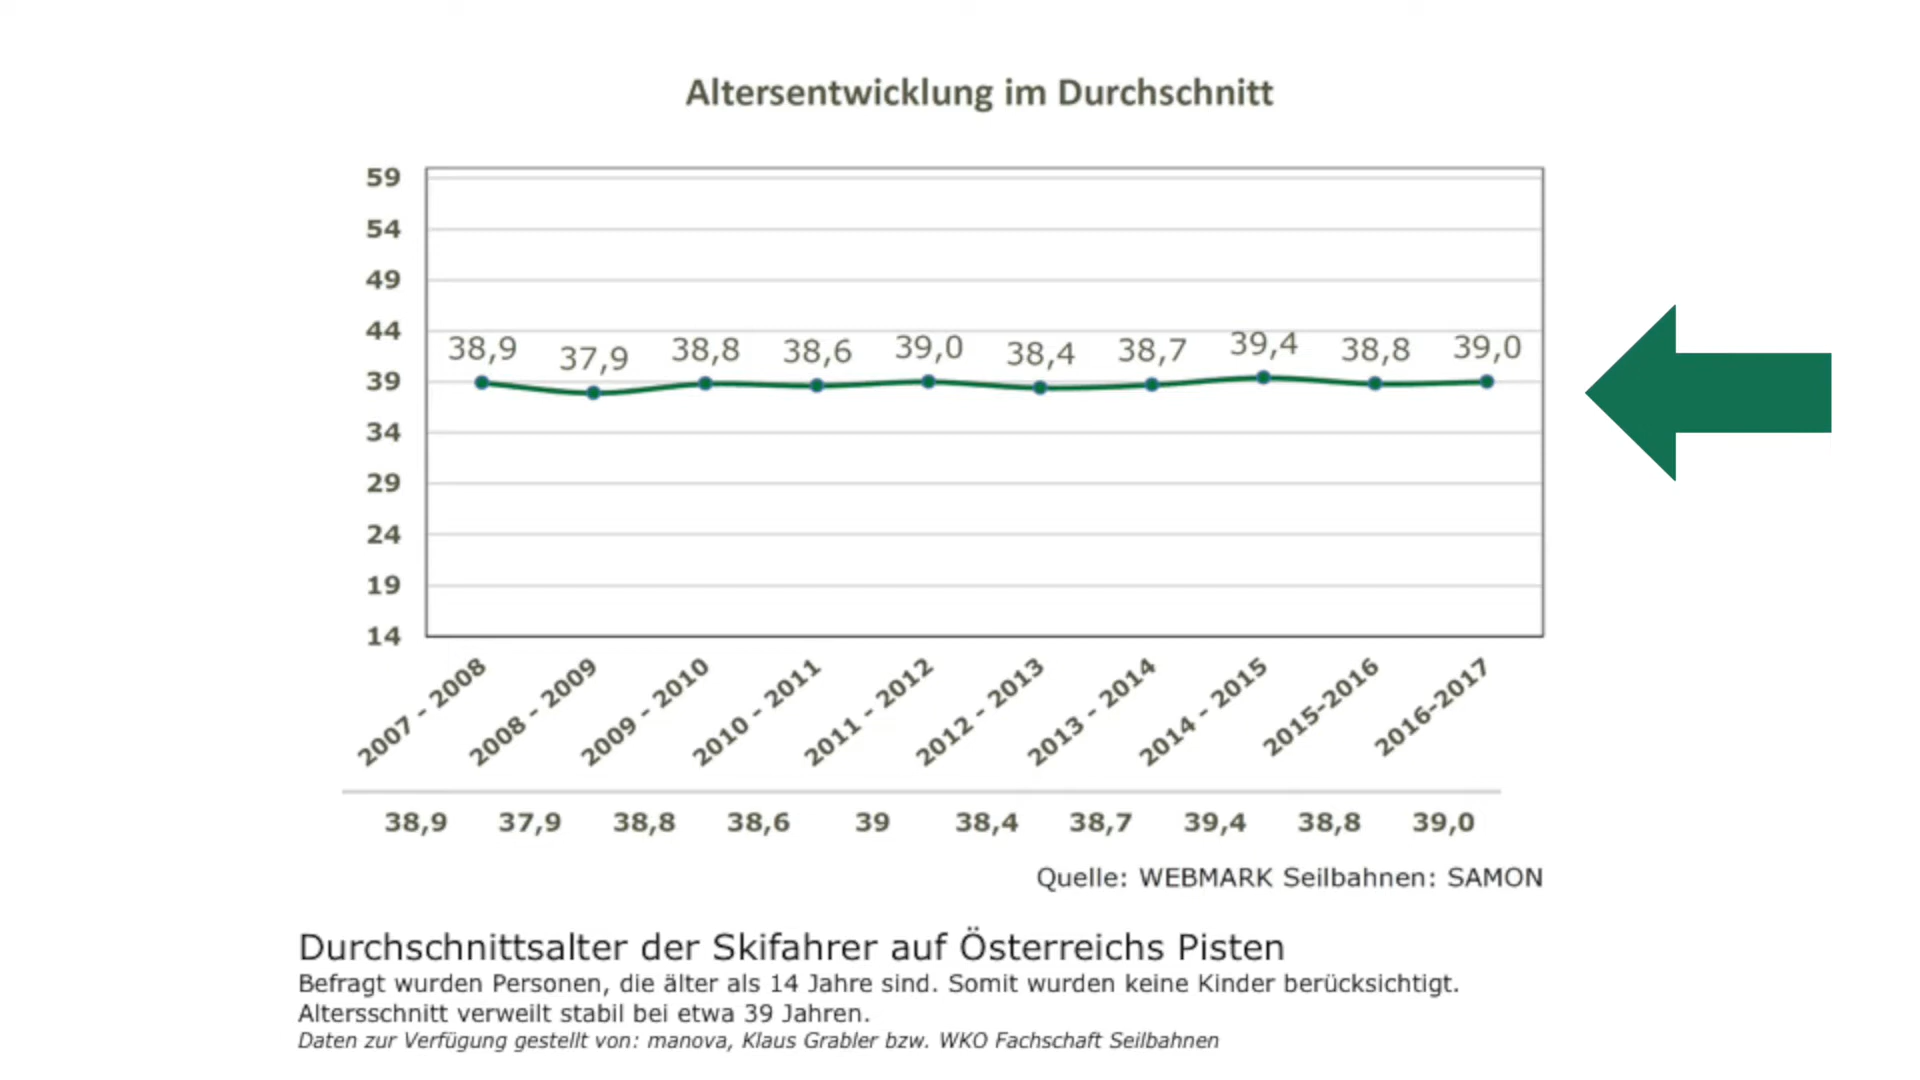 Altersentwicklung im Durchschnitt
59
54
49
44
39
34
29
24
19
14
38,9 37,9 38,8 38,6 39,0 38,4 38,7 39,4 38,8 39,0
2007 - 2008 2008 - 2009 2009 - 2010 2010 - 2011 2011 - 2012 2012 - 2013 2013 - 2014 2014 - 2015 2015-2016 2016-2017
38,9 37,9 38,8 38,6 39 38,4 38,7 39,4 38,8 39,0
Quelle: WEBMARK Seilbahnen: SAMON
Durchschnittsalter der Skifahrer auf Österreichs Pisten
Befragt wurden Personen, die älter als 14 Jahre sind. Somit wurden keine Kinder berücksichtigt.
Altersschnitt verweilt stabil bei etwa 39 Jahren.
Daten zur Verfügung gestellt von: manova, Klaus Grabler bzw. WKO Fachschaft Seilbahnen